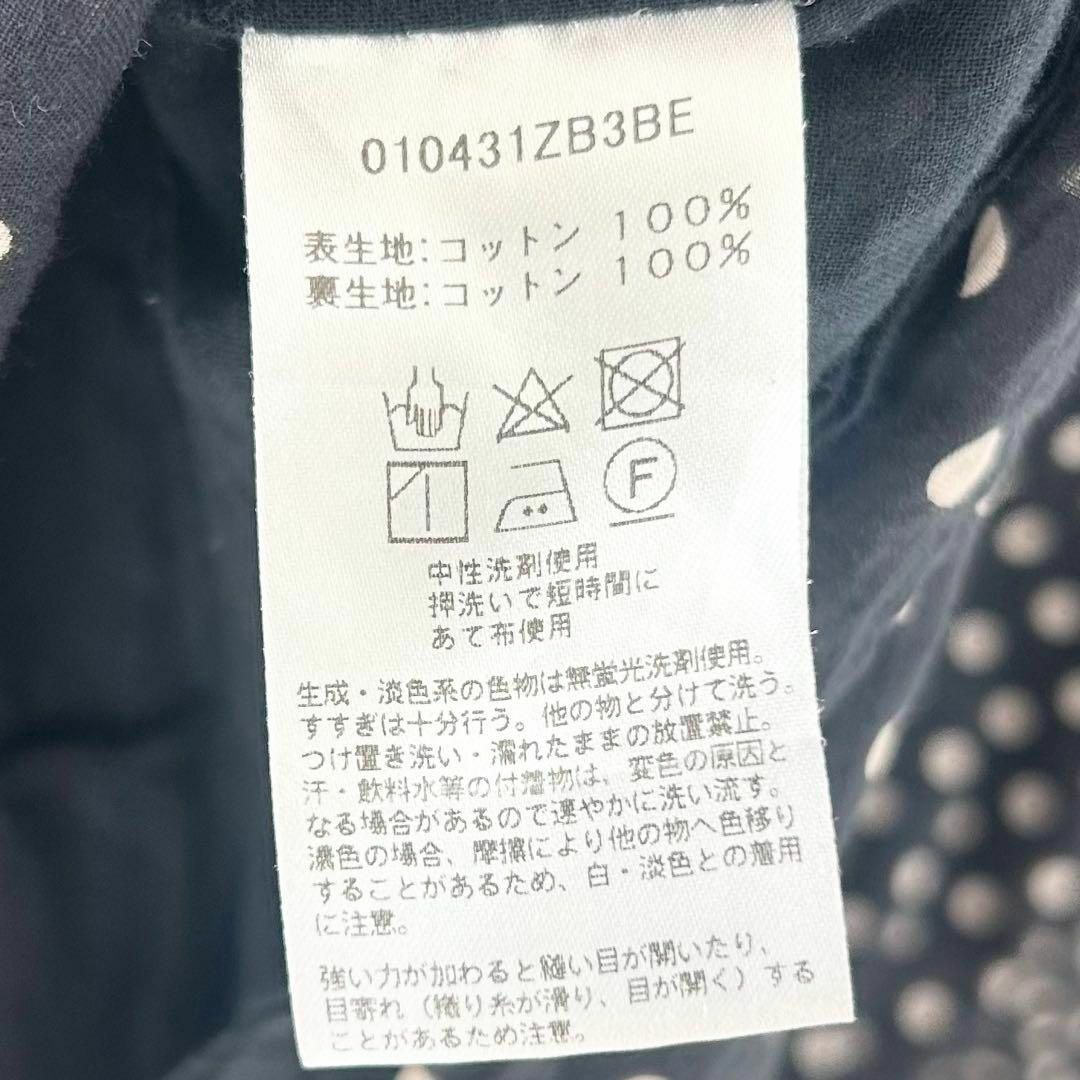 010431ZB3BE
表生地:コットン 100%
裏生地:コットン 100%
F
中性洗剤使用
押洗いで短時間に
あて布使用
生成・淡色系の色物は無蛍光洗剤使用。
すすぎは十分行う。他の物と分けて洗う。
つけ置き洗い・濡れたままの放置禁止。
汗・飲料水等の付着物は、変色の原因と
なる場合があるので速やかに洗い流す。
濃色の場合、摩擦により他の物へ色移り
することがあるため、白・淡色との着用
に注意。
強い力が加わると縫い目が開いたり、
目寄れ（織り糸が滑り、目が開く）する
ことがあるため注意。